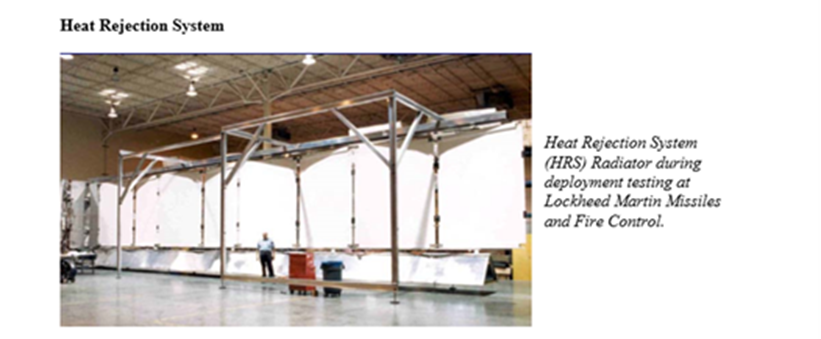 Heat Rejection System
Heat Rejection System
(HRS) Radiator during
deployment testing at
Lockheed Martin Missiles
and Fire Control.